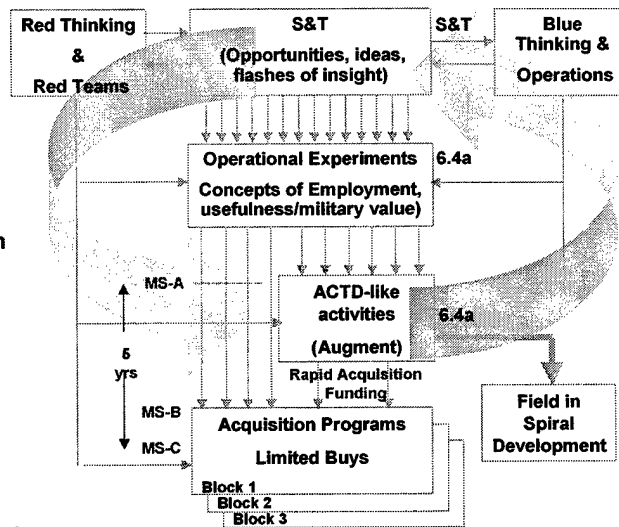 Red Thinking
&
Red Teams
S&T
(Opportunities, ideas,
flashes of insight)
S&T
Blue
Thinking &
Operations
Operational Experiments
Concepts of Employment,
usefulness/military value)
6.4a
n
MS-A
ACTD-like
activities
(Augment)
6.4a
5
yrs
Rapid Acquisition
Funding
MS-B
MS-C
Acquisition Programs
Limited Buys
Field in
Spiral
Development
Block 1
Block 2
Block 3